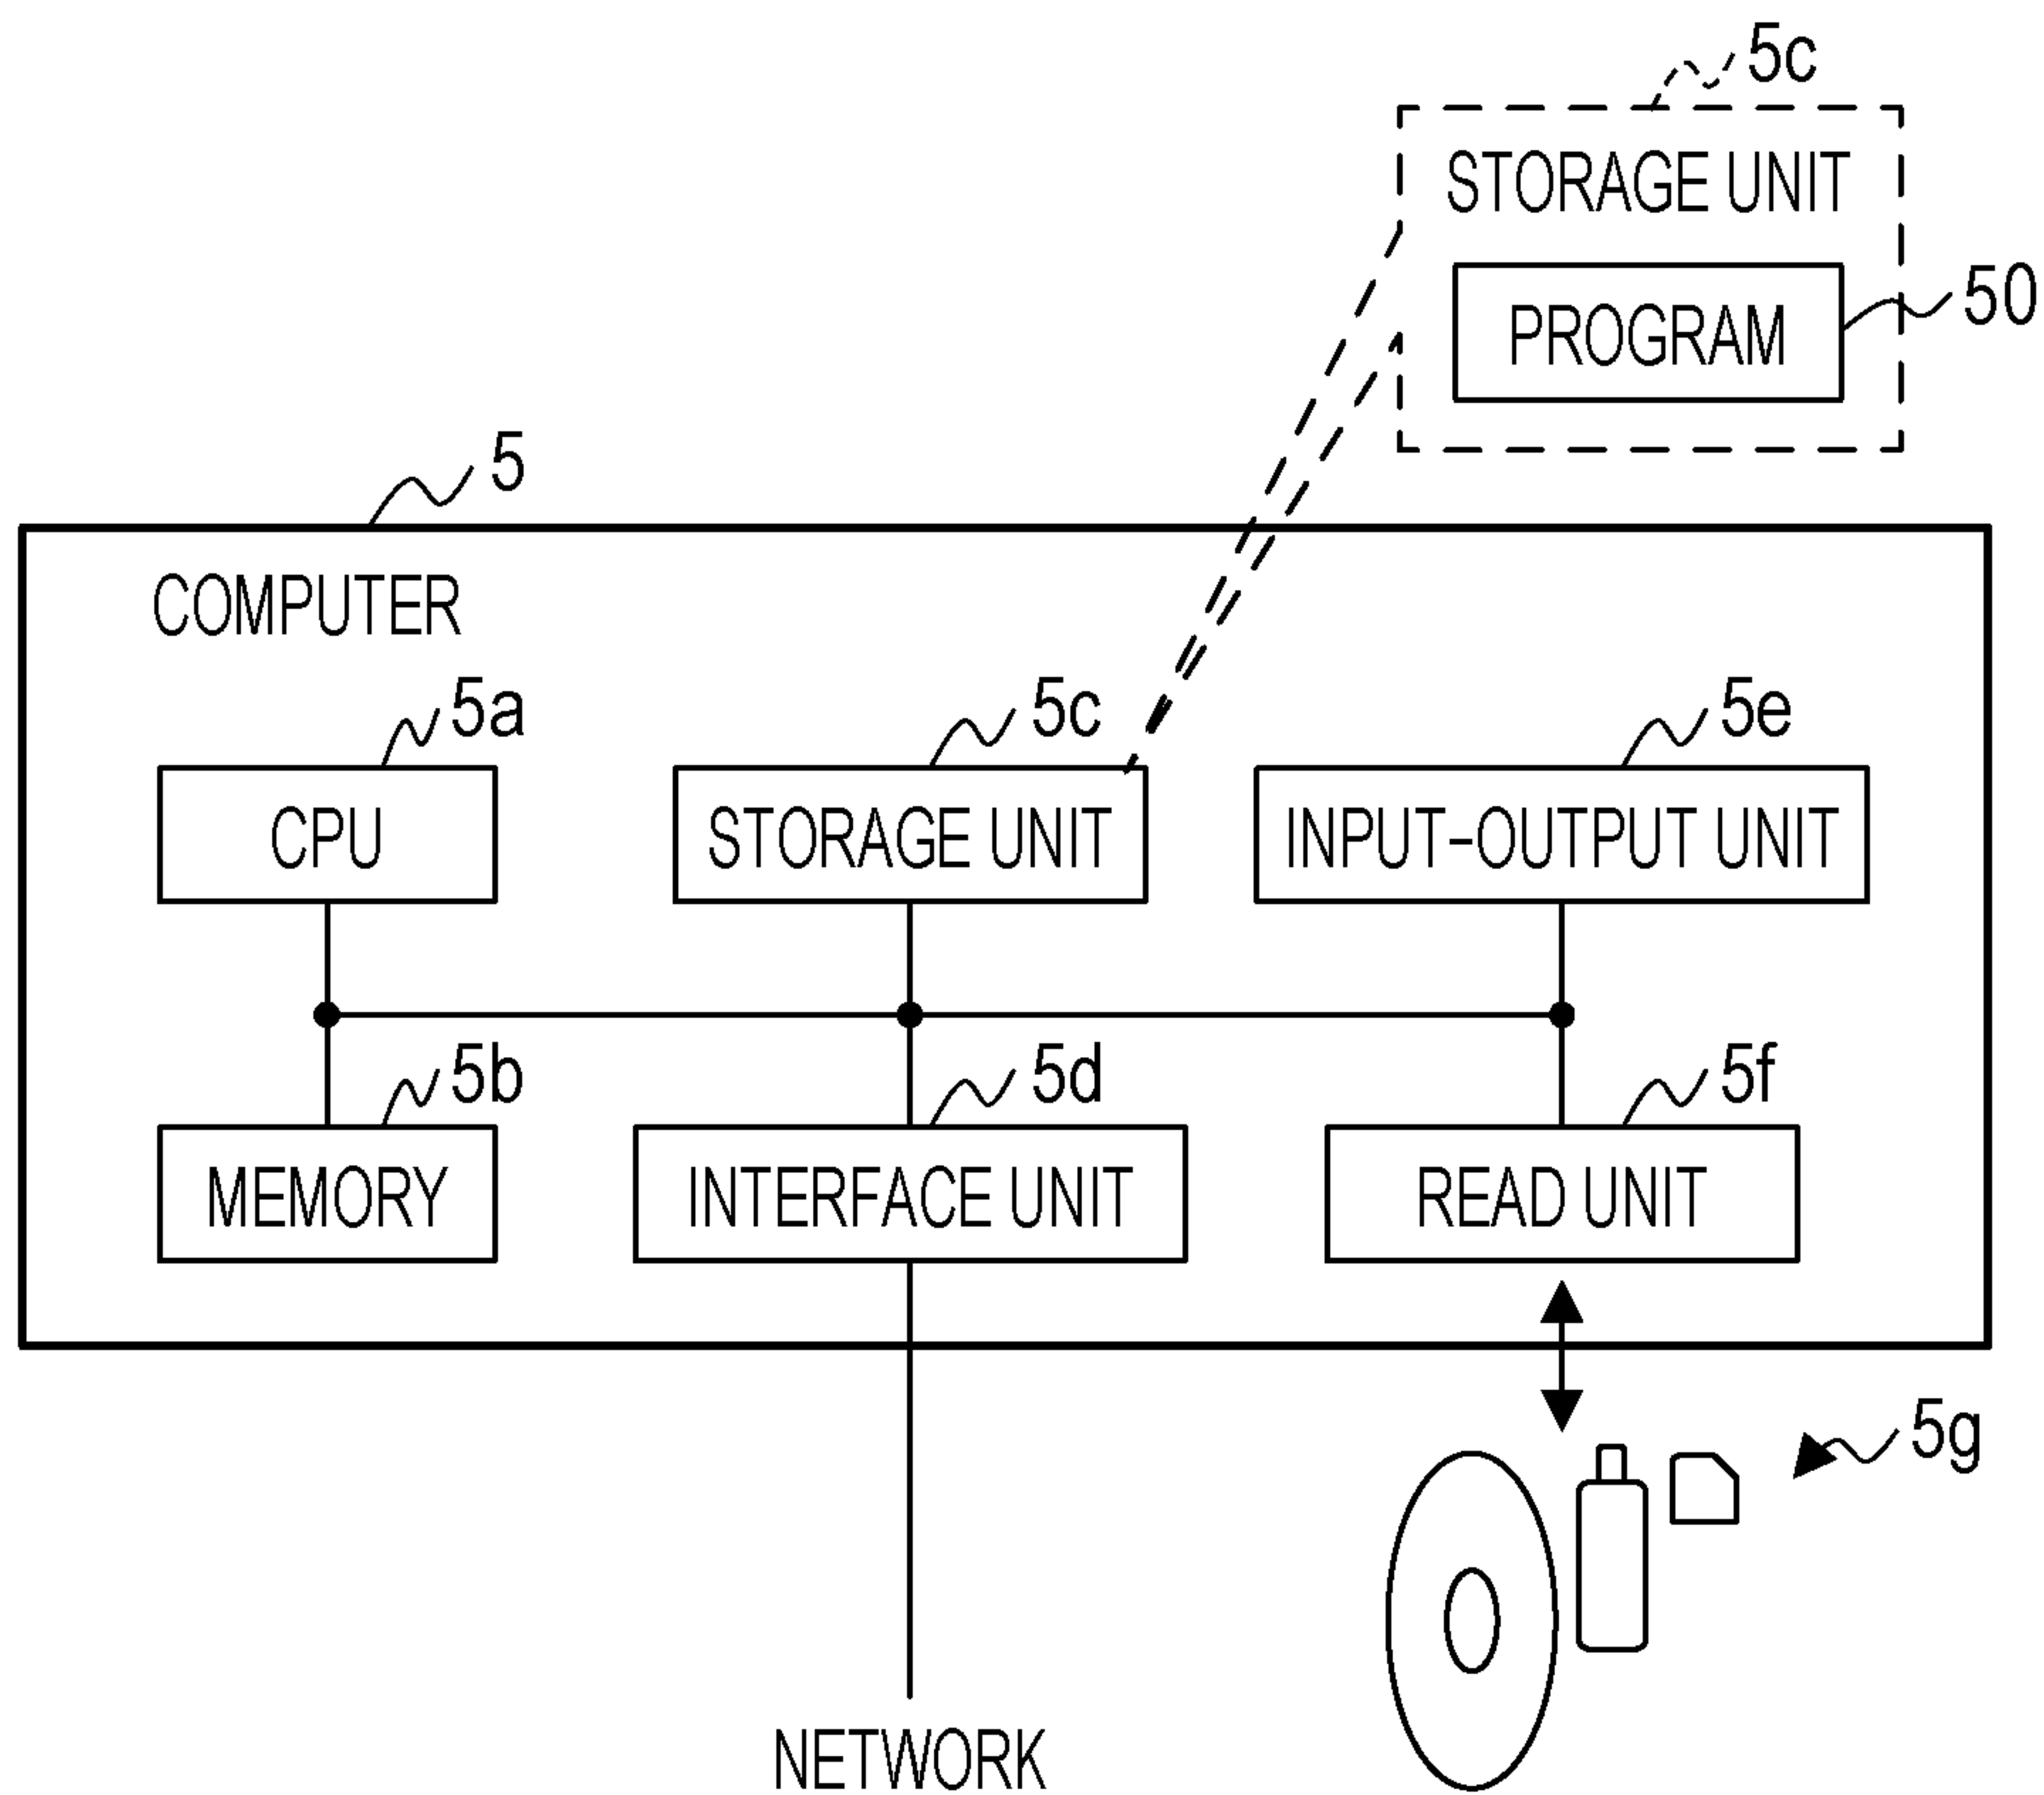 5c
STORAGE UNIT
50
PROGRAM
5
COMPUTER
5a
5c
5e
CPU
STORAGE UNIT
INPUT-OUTPUT UNIT
5b
5d
5f
MEMORY
INTERFACE UNIT
READ UNIT
5g
NETWORK